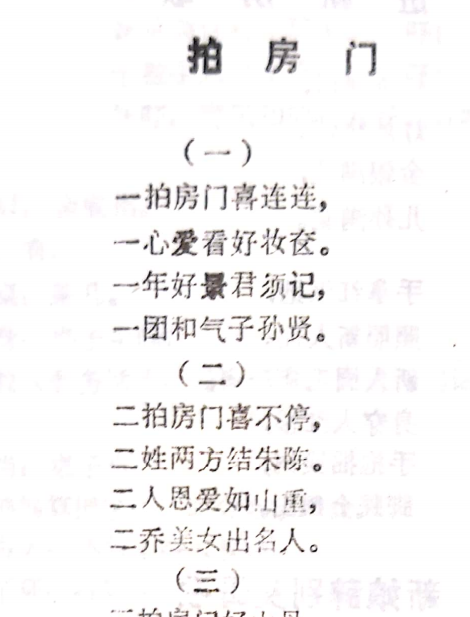 拍房门
（一）
一拍房门喜连连，
一心爱看好妆奁。
一年好景君须记，
一团和气子孙贤。
（二）
二拍房门喜不停，
二姓两方结朱陈。
二人恩爱如山重，
二乔美女出名人。
（三）